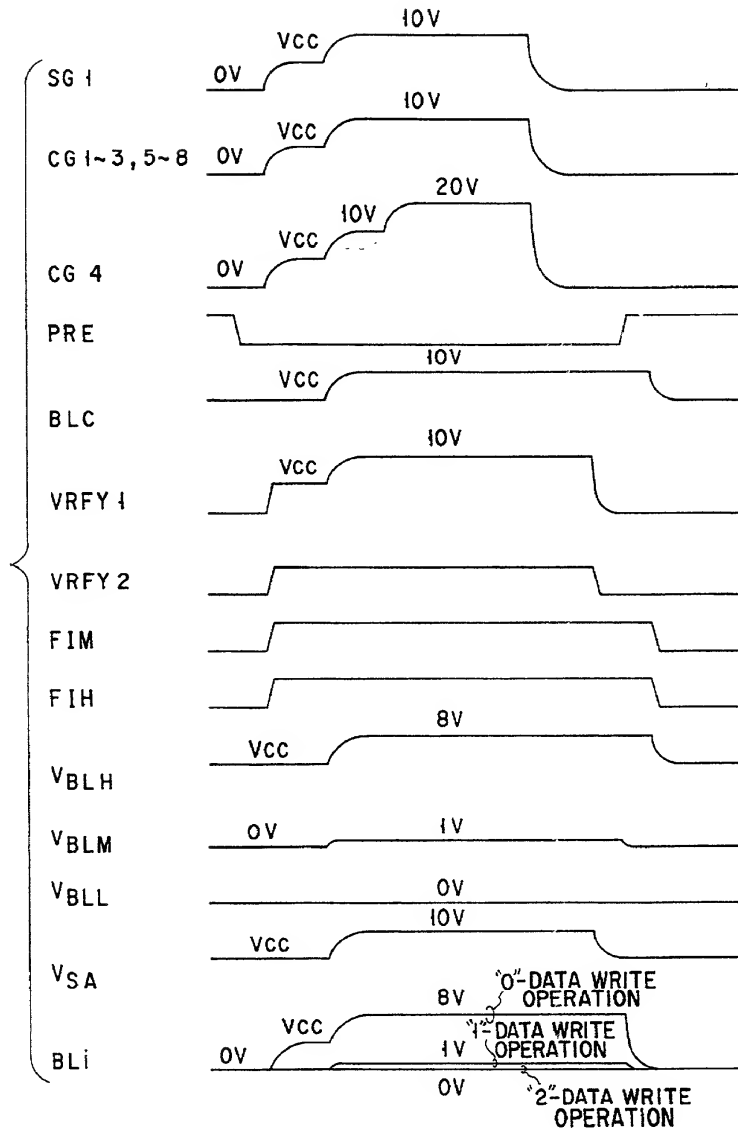 10V
VCC
0V
SG1
10V
VCC
0V
CG1~3,5~8
20V
10V
VCC
0V
CG4
PRE
10V
VCC
BLC
10V
VCC
VRFY1
VRFY2
FIM
FIH
8V
VCC
VBLH
0V
1V
VBLM
0V
VBLL
10V
VCC
VSA
"0"-DATA WRITE
OPERATION
8V
VCC
"1"-DATA WRITE
OPERATION
1V
0V
BLi
0V
"2"-DATA WRITE
OPERATION